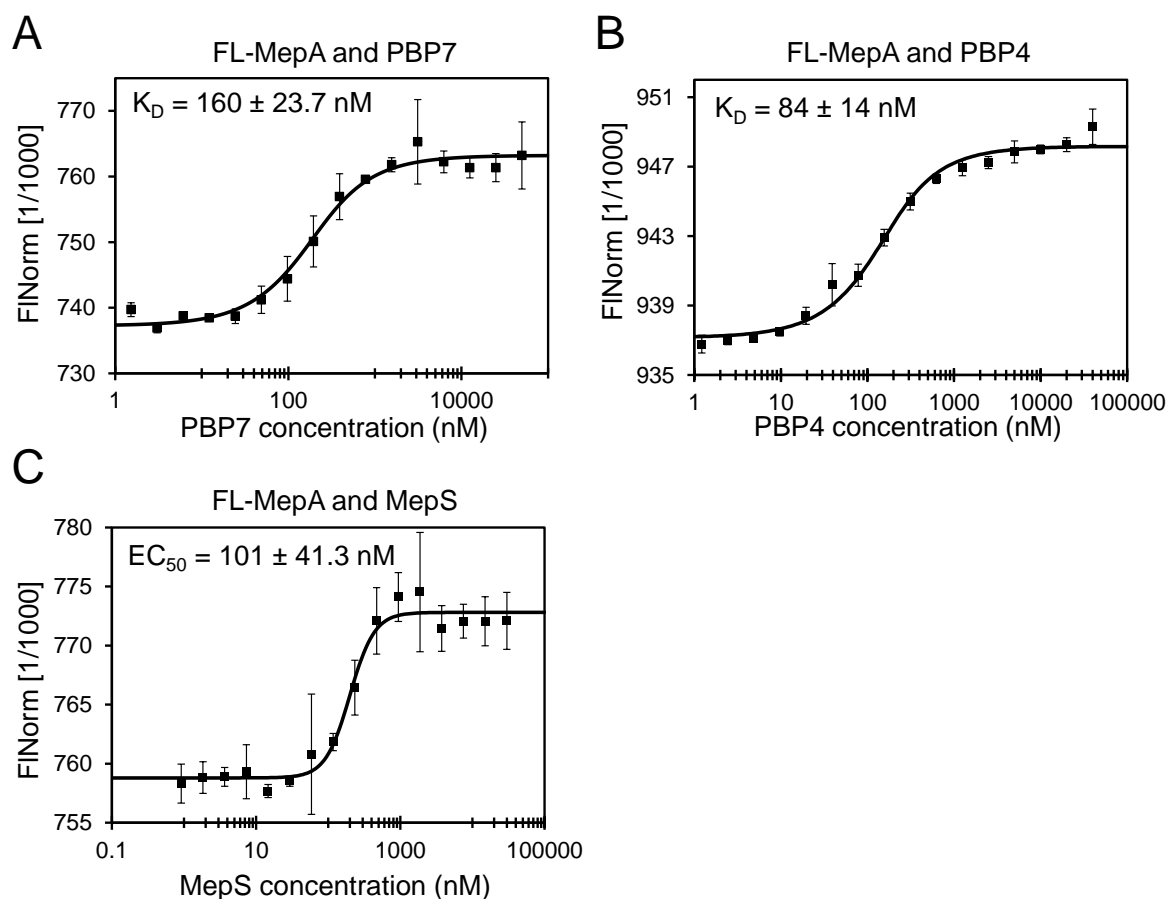 A
FL-MepA and PBP7
K_D = 160 ± 23.7 nM
FlNorm [1/1000]
770
760
750
740
730
1 100 10000
PBP7 concentration (nM)
B
FL-MepA and PBP4
K_D = 84 ± 14 nM
FlNorm [1/1000]
951
947
943
939
935
1 10 100 1000 10000 100000
PBP4 concentration (nM)
C
FL-MepA and MepS
EC_50 = 101 ± 41.3 nM
FlNorm [1/1000]
780
775
770
765
760
755
0.1 10 1000 100000
MepS concentration (nM)